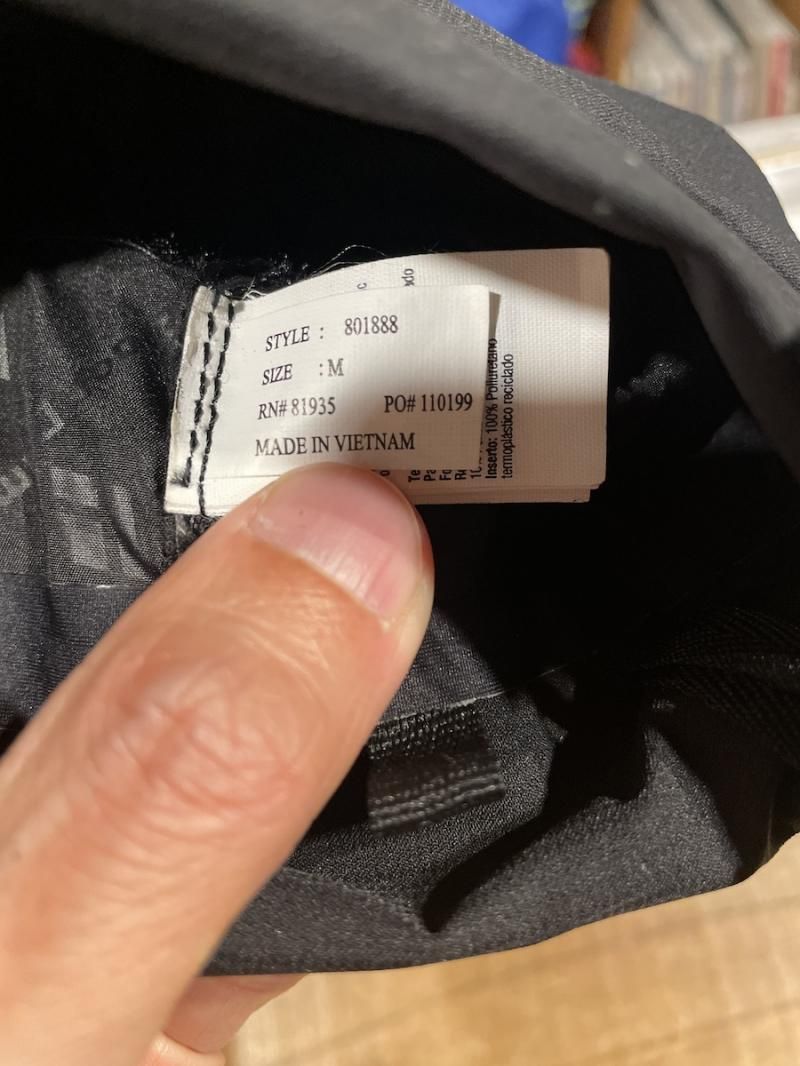 STYLE : 801888
SIZE : M
RN# 81935 PO# 110199
MADE IN VIETNAM
Inserto: 100% Poliuretano
termoplástico reciclado